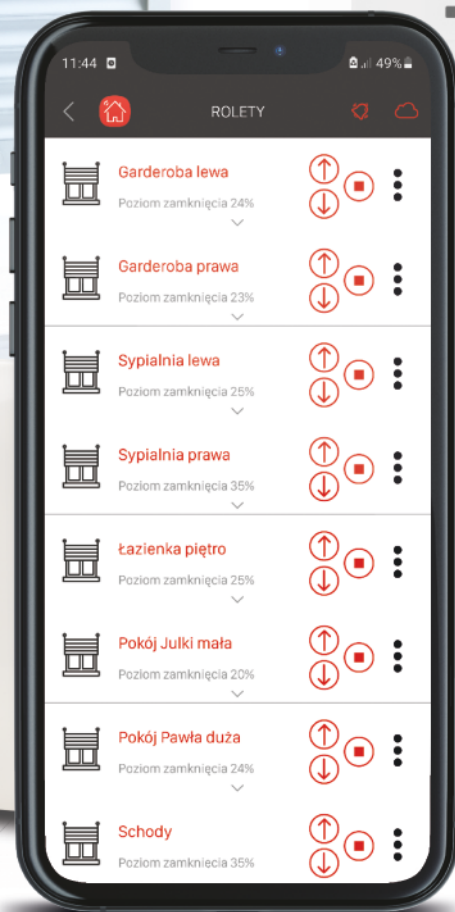 11:44 49%
ROLETY
Garderoba lewa
Poziom zamknięcia 24%
Garderoba prawa
Poziom zamknięcia 23%
Sypialnia lewa
Poziom zamknięcia 25%
Sypialnia prawa
Poziom zamknięcia 35%
Łazienka piętro
Poziom zamknięcia 25%
Pokój Julki mała
Poziom zamknięcia 20%
Pokój Pawła duża
Poziom zamknięcia 24%
Schody
Poziom zamknięcia 35%